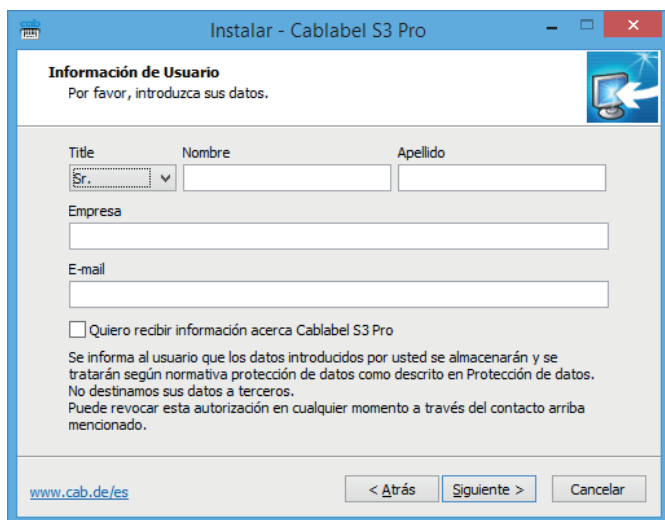 cab
Instalar - Cablabel S3 Pro
Información de Usuario
Por favor, introduzca sus datos.
Title Nombre Apellido
Sr.
Empresa
E-mail
Quiero recibir información acerca Cablabel S3 Pro
Se informa al usuario que los datos introducidos por usted se almacenarán y se
tratarán según normativa protección de datos como descrito en Protección de datos.
No destinamos sus datos a terceros.
Puede revocar esta autorización en cualquier momento a través del contacto arriba
mencionado.
www.cab.de/es < Atrás Siguiente > Cancelar